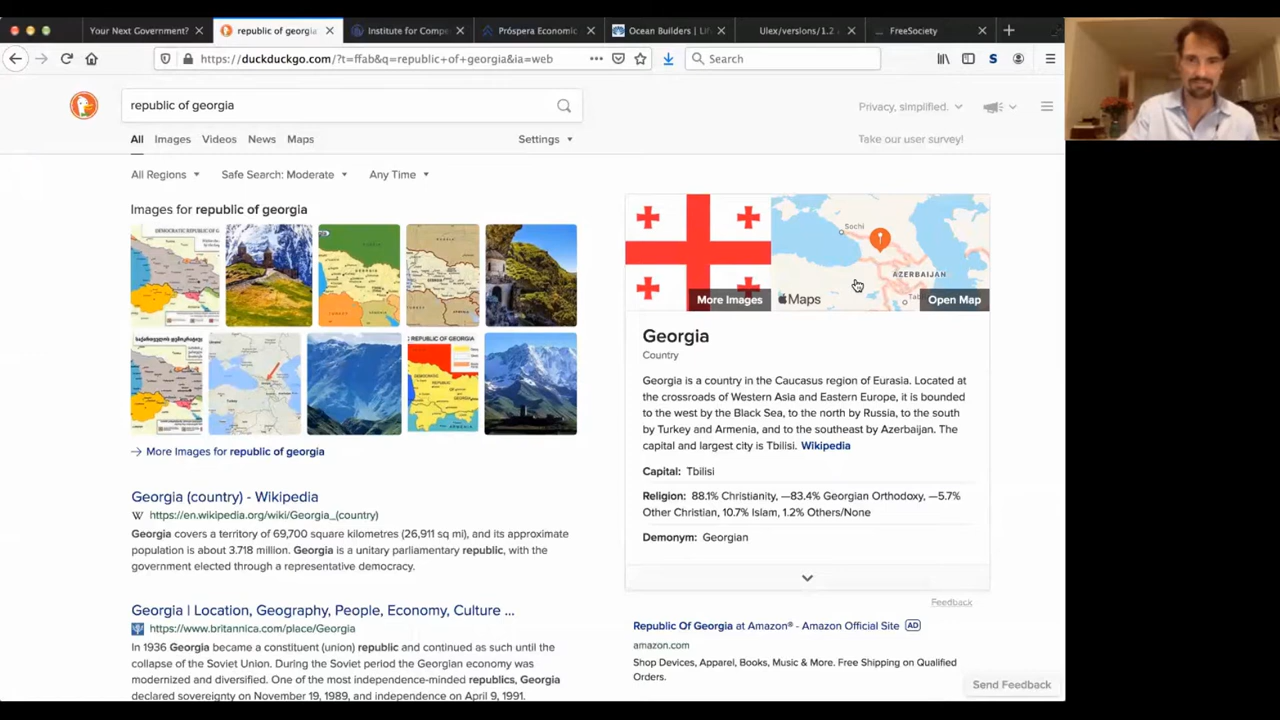 Your Next Government?
republic of georgia
Institute for Compe
Próspera Economic
Ocean Builders | Li
Ulex/versions/1.2
FreeSociety
https://duckduckgo.com/?t=ffab&q=republic+of+georgia&ia=web
Search
republic of georgia
Privacy, simplified.
All
Images
Videos
News
Maps
Settings
Take our user survey!
All Regions
Safe Search: Moderate
Any Time
Images for republic of georgia
DEMOCRATIC REPUBLIC OF
GEORGIA
REPUBLIC OF GEORGIA
More Images for republic of georgia
Georgia (country) - Wikipedia
W https://en.wikipedia.org/wiki/Georgia_(country)
Georgia covers a territory of 69,700 square kilometres (26,911 sq mi), and its approximate
population is about 3.718 million. Georgia is a unitary parliamentary republic, with the
government elected through a representative democracy.
Georgia | Location, Geography, People, Economy, Culture ...
https://www.britannica.com/place/Georgia
In 1936 Georgia became a constituent (union) republic and continued as such until the
collapse of the Soviet Union. During the Soviet period the Georgian economy was
modernized and diversified. One of the most independence-minded republics, Georgia
declared sovereignty on November 19, 1989, and independence on April 9, 1991.
Sochi
AZERBAIJAN
More Images
Maps
Open Map
Georgia
Country
Georgia is a country in the Caucasus region of Eurasia. Located at
the crossroads of Western Asia and Eastern Europe, it is bounded
to the west by the Black Sea, to the north by Russia, to the south
by Turkey and Armenia, and to the southeast by Azerbaijan. The
capital and largest city is Tbilisi. Wikipedia
Capital: Tbilisi
Religion: 88.1% Christianity, —83.4% Georgian Orthodoxy, —5.7%
Other Christian, 10.7% Islam, 1.2% Others/None
Demonym: Georgian
Feedback
Republic Of Georgia at Amazon® - Amazon Official Site AD
amazon.com
Shop Devices, Apparel, Books, Music & More. Free Shipping on Qualified
Orders.
Send Feedback